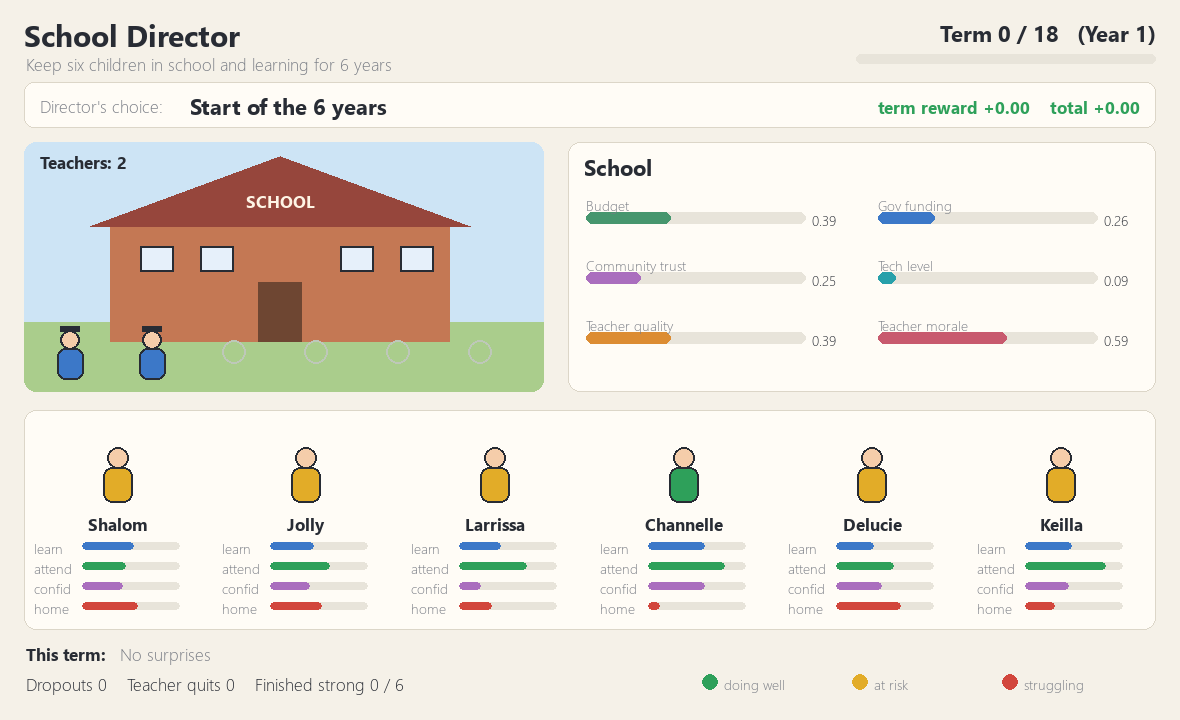 School Director
Term 0 / 18 (Year 1)
Keep six children in school and learning for 6 years
Director's choice: Start of the 6 years term reward +0.00 total +0.00
Teachers: 2
SCHOOL
School
Budget 0.39 Gov funding 0.26
Community trust 0.25 Tech level 0.09
Teacher quality 0.39 Teacher morale 0.59
Shalom Jolly Larrissa Channelle Delucie Keilla
learn learn learn learn learn learn
attend attend attend attend attend attend
confid confid confid confid confid confid
home home home home home home
This term: No surprises
Dropouts 0 Teacher quits 0 Finished strong 0 / 6 doing well at risk struggling